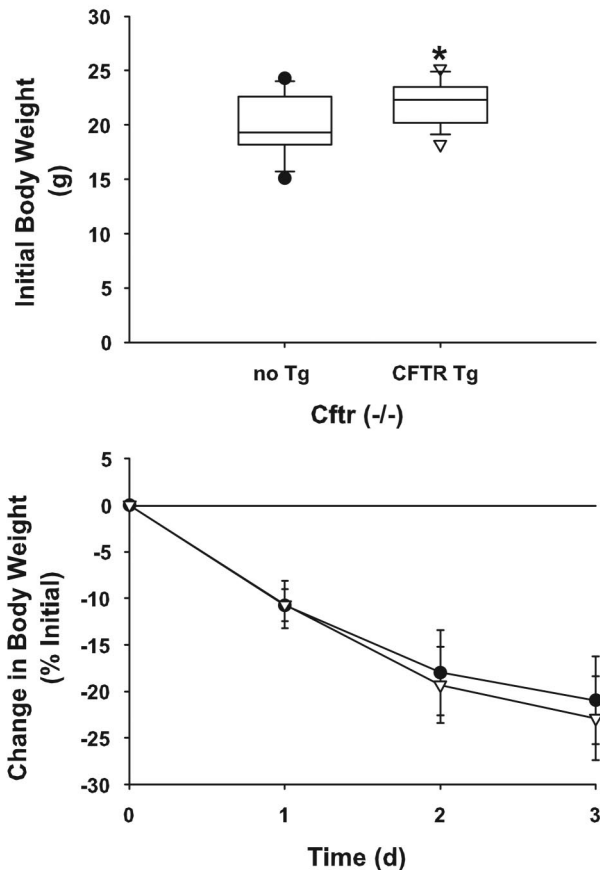 30
25
20
15
10
5
0
Initial Body Weight
(g)
*
no Tg
CFTR Tg
Cftr (-/-)
5
0
-5
-10
-15
-20
-25
-30
Change in Body Weight
(% Initial)
0
1
2
3
Time (d)